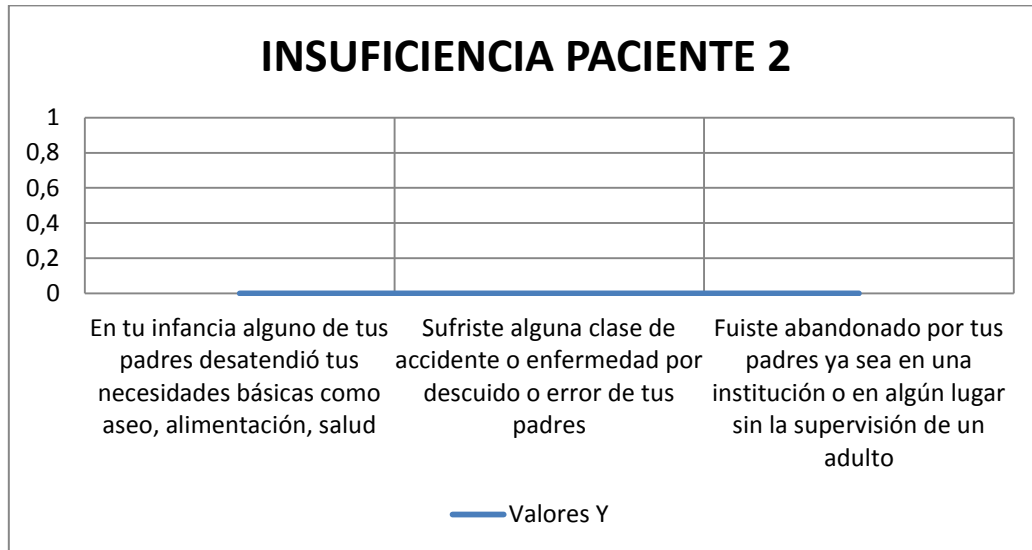 INSUFICIENCIA PACIENTE 2
1
0,8
0,6
0,4
0,2
0
En tu infancia alguno de tus
padres desatendió tus
necesidades básicas como
aseo, alimentación, salud
Sufriste alguna clase de
accidente o enfermedad por
descuido o error de tus
padres
Fuiste abandonado por tus
padres ya sea en una
institución o en algún lugar
sin la supervisión de un
adulto
Valores Y